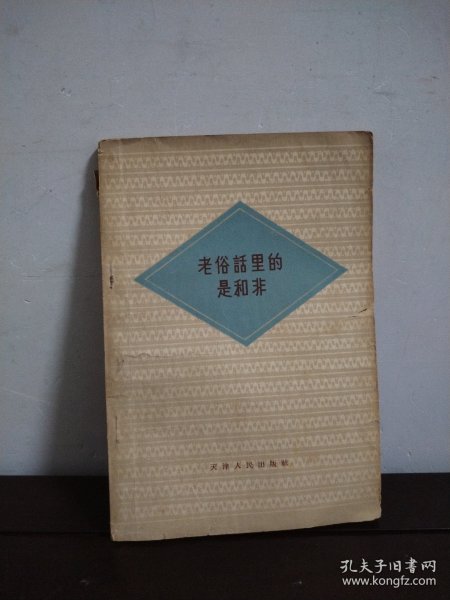 老俗話里的
是和非
天津人民出版社
孔夫子旧书网
www.kongfz.com